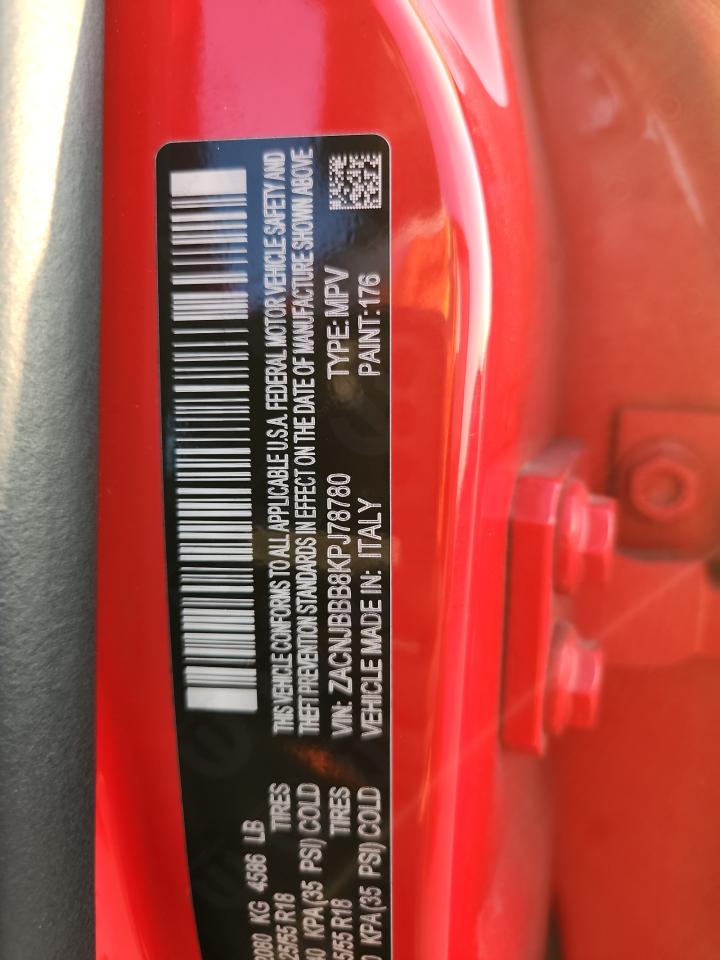 THIS VEHICLE CONFORMS TO ALL APPLICABLE U.S.A. FEDERAL MOTOR VEHICLE SAFETY AND
THEFT PREVENTION STANDARDS IN EFFECT ON THE DATE OF MANUFACTURE SHOWN ABOVE
VIN: ZACNJBBB8KPJ78780 TYPE: MPV
VEHICLE MADE IN: ITALY PAINT: 176
KG 4586 LB
R18 TIRES
KPA (35 PSI) COLD
R18 TIRES
KPA (35 PSI) COLD